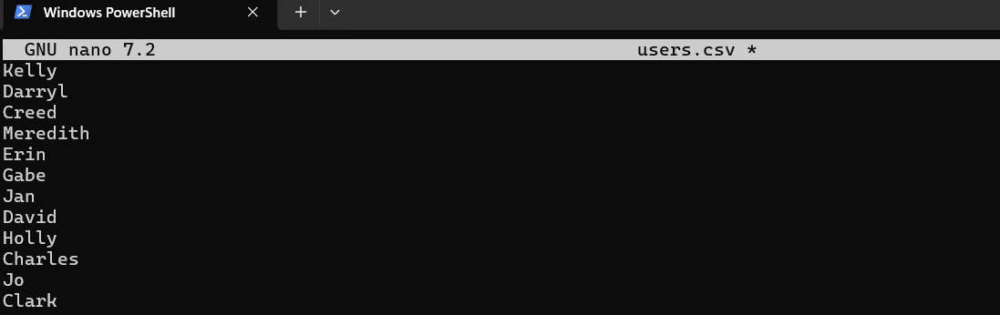 Windows PowerShell
GNU nano 7.2 users.csv *
Kelly
Darryl
Creed
Meredith
Erin
Gabe
Jan
David
Holly
Charles
Jo
Clark